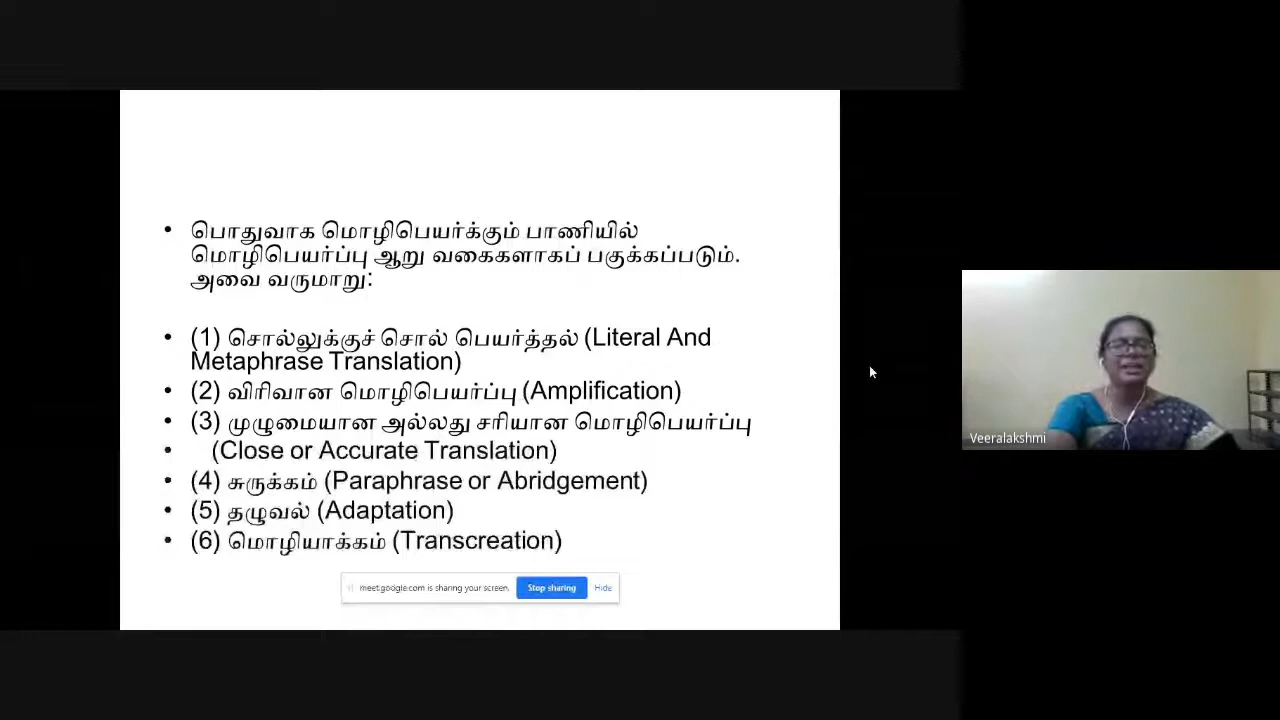 பொதுவாக மொழிபெயர்க்கும் பாணியில்
மொழிபெயர்ப்பு ஆறு வகைகளாகப் பகுக்கப்படும்.
அவை வருமாறு:
(1) சொல்லுக்குச் சொல் பெயர்த்தல் (Literal And
Metaphrase Translation)
(2) விரிவான மொழிபெயர்ப்பு (Amplification)
(3) முழுமையான அல்லது சரியான மொழிபெயர்ப்பு
(Close or Accurate Translation)
(4) சுருக்கம் (Paraphrase or Abridgement)
(5) தழுவல் (Adaptation)
(6) மொழியாக்கம் (Transcreation)
meet.google.com is sharing your screen. Stop sharing Hide
Veeralakshmi